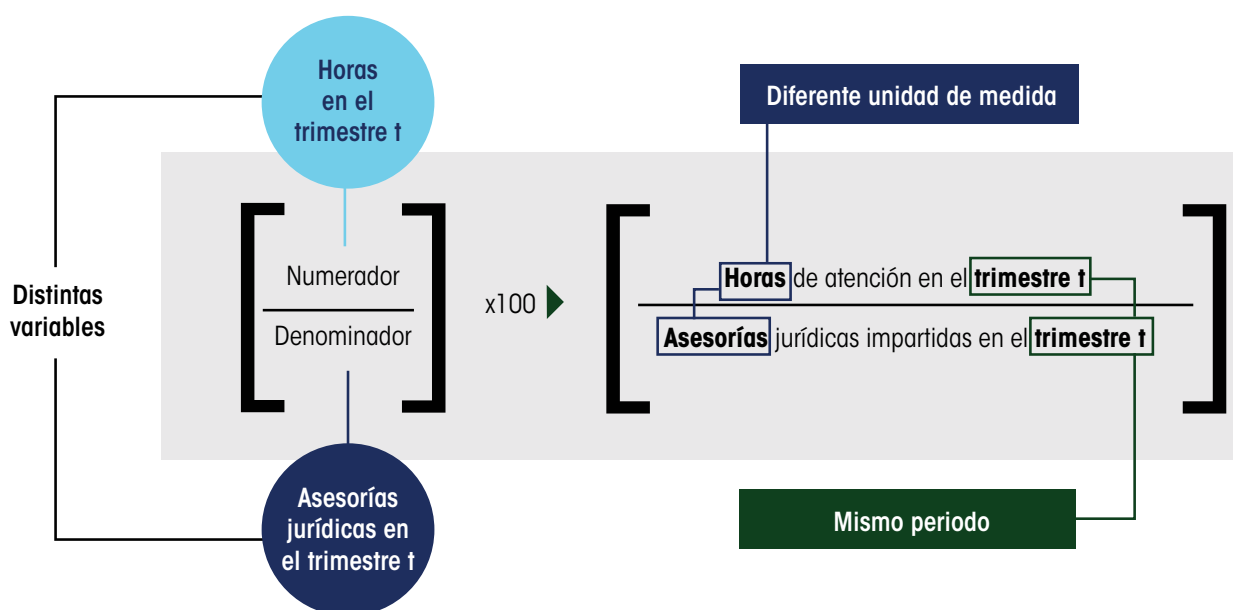 Horas
en el
trimestre t
Diferente unidad de medida
Distintas
variables
Numerador
Denominador
x100
Horas de atención en el trimestre t
Asesorías jurídicas impartidas en el trimestre t
Asesorías
jurídicas en
el trimestre t
Mismo periodo